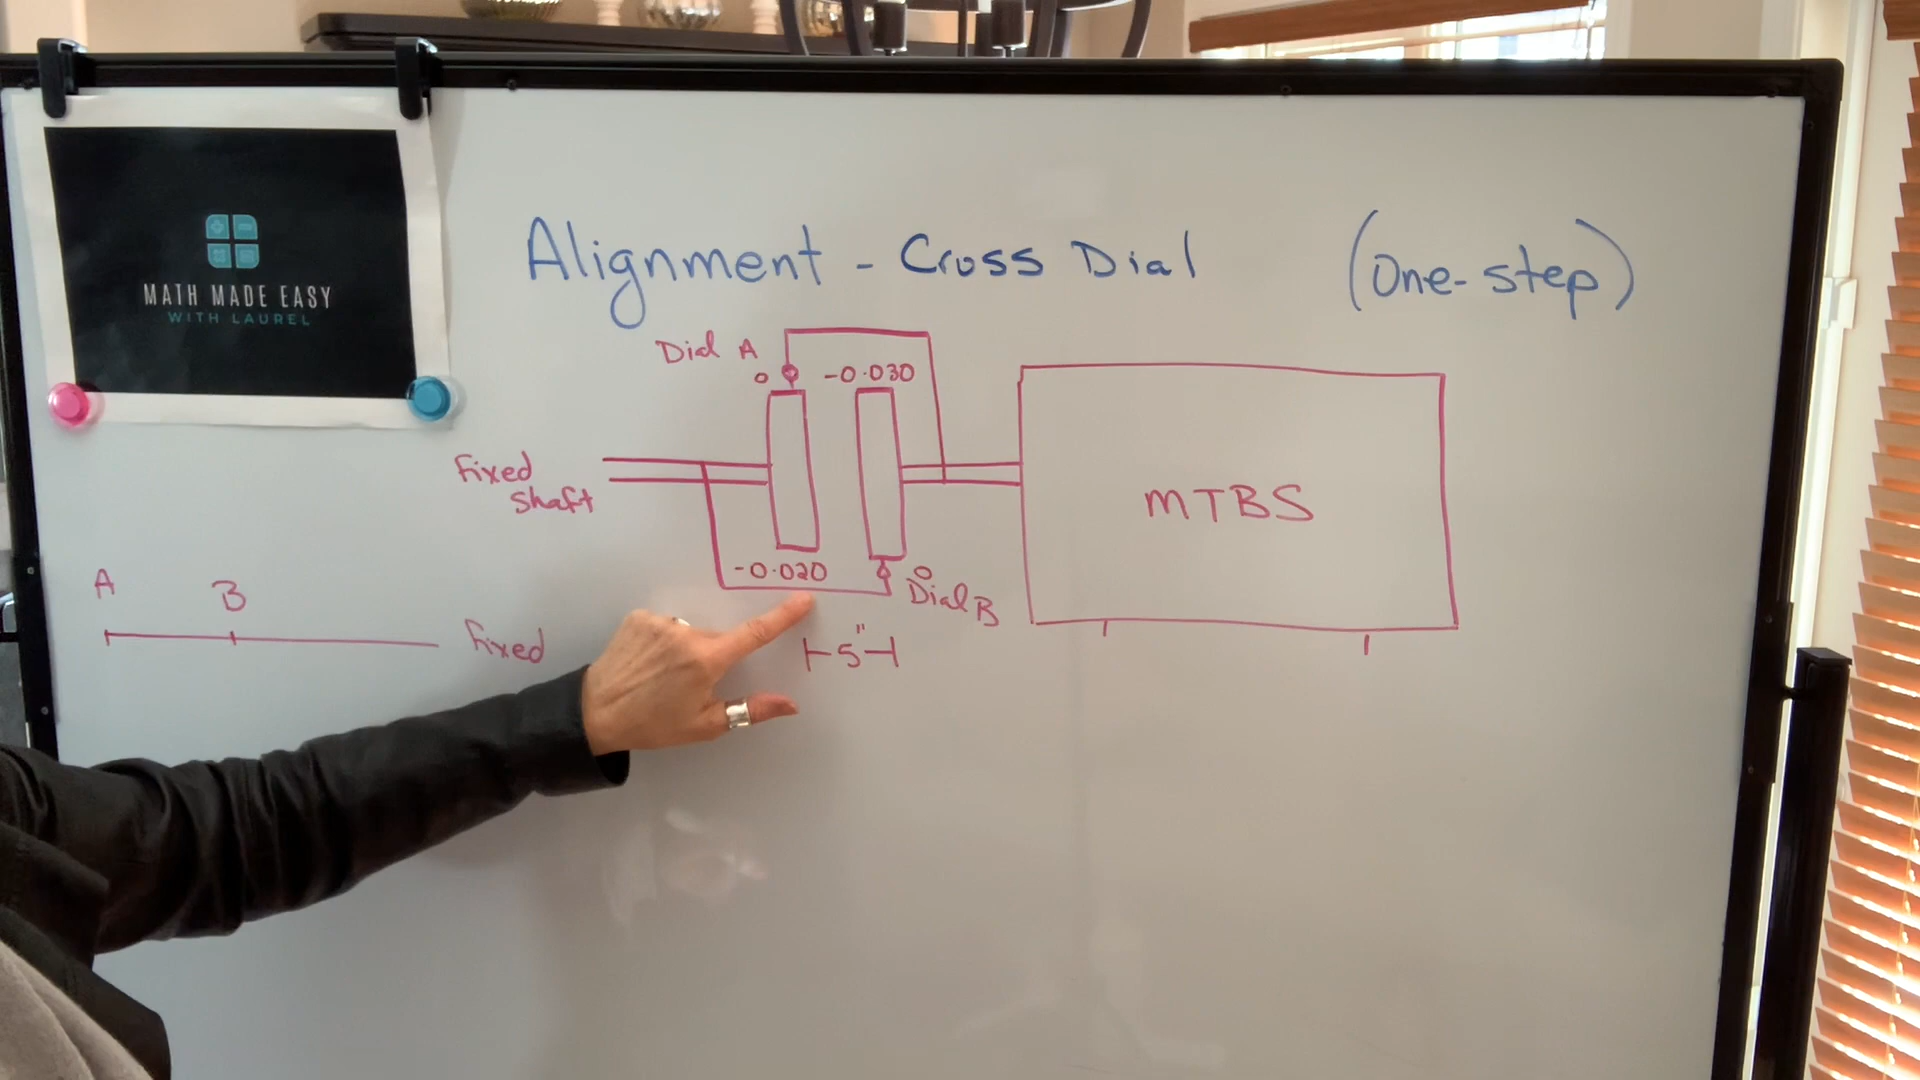 MATH MADE EASY
WITH LAUREL
Alignment - Cross Dial (One-step)
Dial A
0 -0.030
Fixed
Shaft
MTBS
-0.020 0
Dial B
5"
A B
fixed